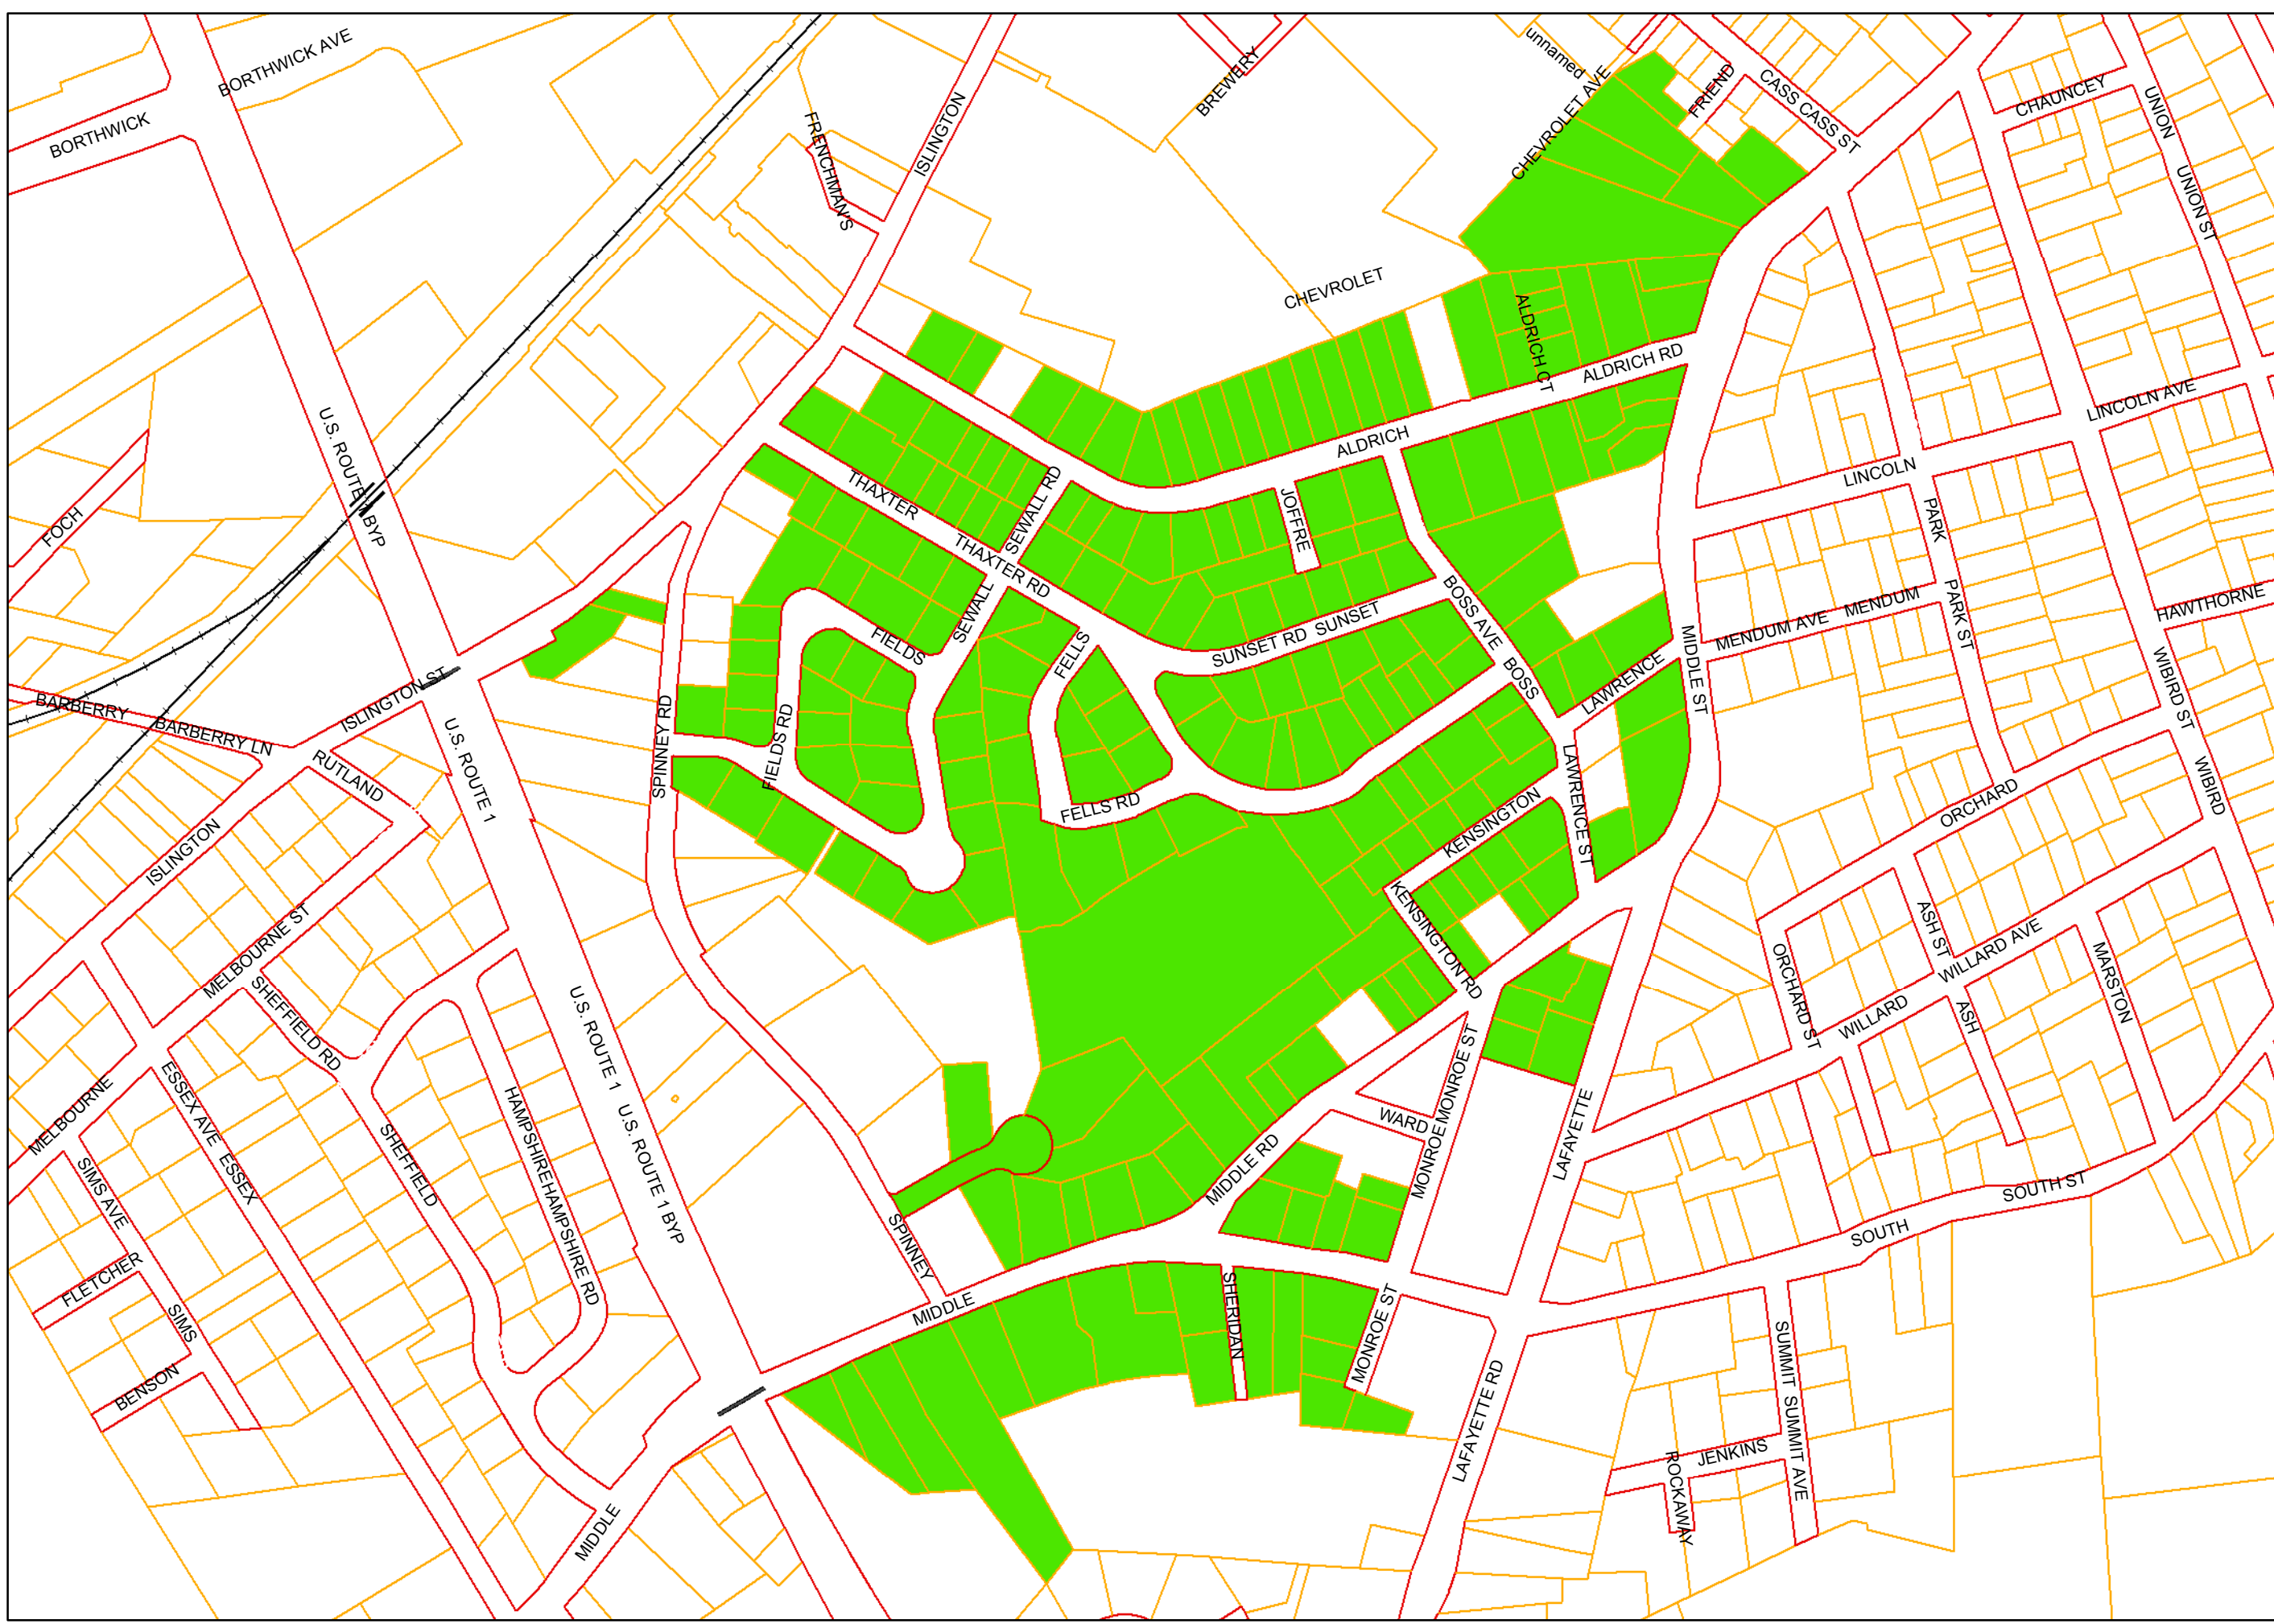 BORTHWICK AVE
BORTHWICK
unnamed
BREWERY
CHEVROLET AVE
FRIEND
CASS CASS ST
CHAUNCEY
UNION
UNION ST
ISLINGTON
FRENCHMAN'S
CHEVROLET
ALDRICH CT
ALDRICH RD
ALDRICH
LINCOLN AVE
LINCOLN
U.S. ROUTE 1 BYP
FOCH
THAXTER
SEWALL RD
THAXTER RD
JOFFRE
PARK
PARK ST
SEWALL
FIELDS
FELLS
SUNSET RD SUNSET
BOSS AVE BOSS
LAWRENCE
MIDDLE ST
MENDUM AVE MENDUM
HAWTHORNE
WIBIRD ST
WIBIRD
BARBERRY
BARBERRY LN
ISLINGTON ST
RUTLAND
U.S. ROUTE 1
SPINNEY RD
FIELDS RD
FELLS RD
LAWRENCE ST
KENSINGTON
KENSINGTON RD
ORCHARD
ISLINGTON
MELBOURNE ST
SHEFFIELD RD
ASH ST
WILLARD AVE
ORCHARD ST
WILLARD
ASH
MARSTON
U.S. ROUTE 1
U.S. ROUTE 1 BYP
MELBOURNE
ESSEX AVE ESSEX
HAMPSHIRE HAMPSHIRE RD
SHEFFIELD
SIMS AVE
FLETCHER
SIMS
BENSON
MONROE MONROE ST
WARD
MIDDLE RD
LAFAYETTE
SOUTH ST
SOUTH
SPINNEY
MIDDLE
SHERIDAN
MONROE ST
LAFAYETTE RD
SUMMIT SUMMIT AVE
JENKINS
ROCKAWAY
MIDDLE